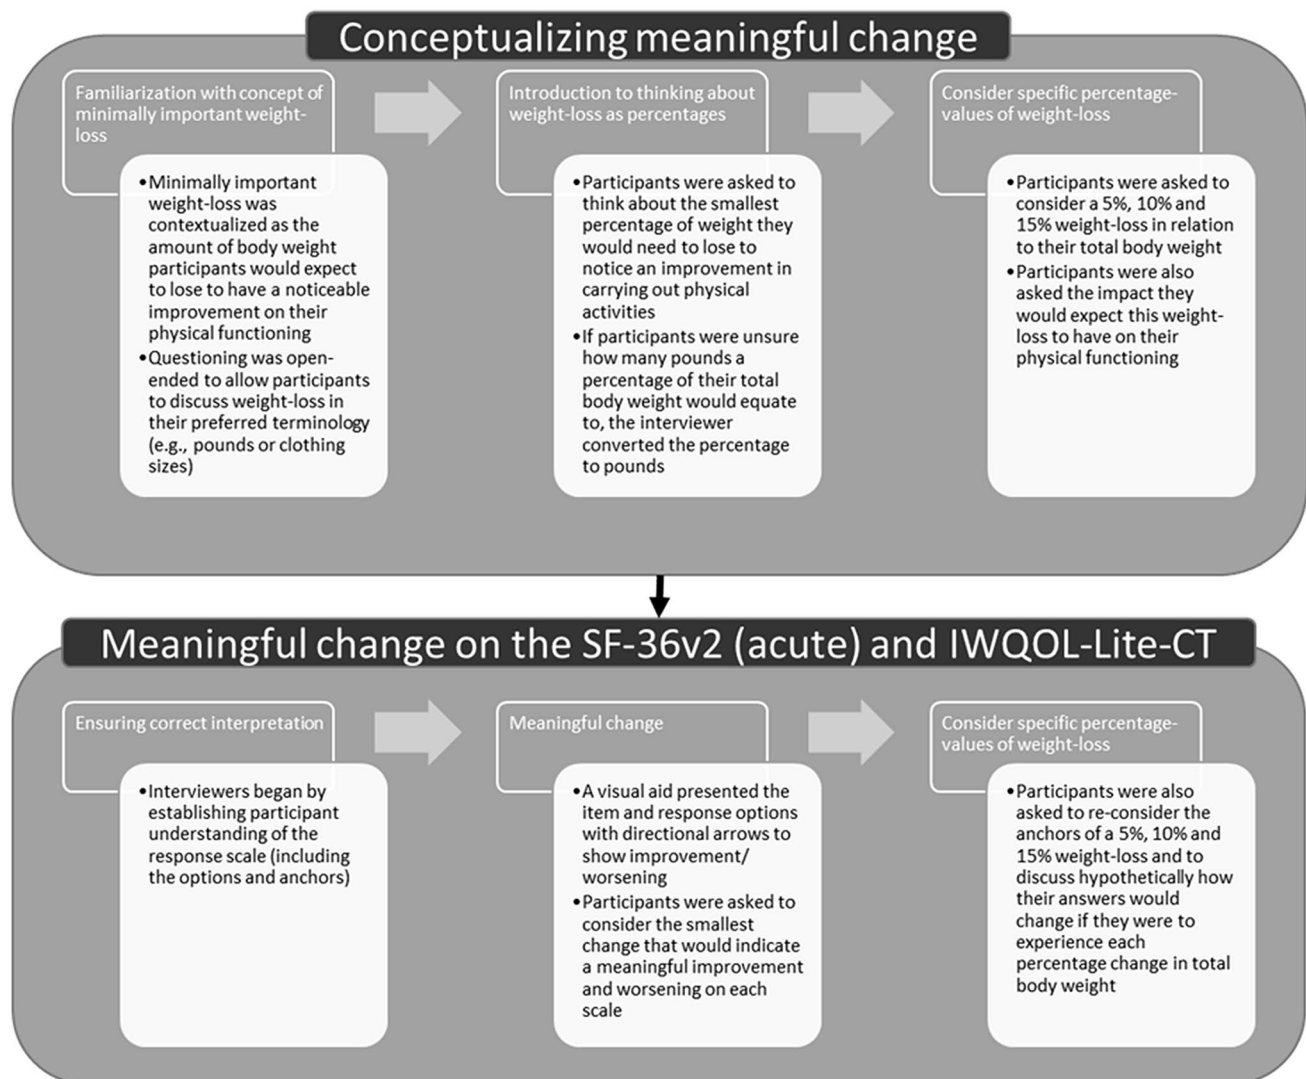 Conceptualizing meaningful change
Familiarization with concept of
minimally important weight-
loss
•Minimally important
weight-loss was
contextualized as the
amount of body weight
participants would expect
to lose to have a noticeable
improvement on their
physical functioning
•Questioning was open-
ended to allow participants
to discuss weight-loss in
their preferred terminology
(e.g., pounds or clothing
sizes)
Introduction to thinking about
weight-loss as percentages
•Participants were asked to
think about the smallest
percentage of weight they
would need to lose to
notice an improvement in
carrying out physical
activities
•If participants were unsure
how many pounds a
percentage of their total
body weight would equate
to, the interviewer
converted the percentage
to pounds
Consider specific percentage-
values of weight-loss
•Participants were asked to
consider a 5%, 10% and
15% weight-loss in relation
to their total body weight
•Participants were also
asked the impact they
would expect this weight-
loss to have on their
physical functioning
Meaningful change on the SF-36v2 (acute) and IWQOL-Lite-CT
Ensuring correct interpretation
•Interviewers began by
establishing participant
understanding of the
response scale (including
the options and anchors)
Meaningful change
•A visual aid presented the
item and response options
with directional arrows to
show improvement/
worsening
•Participants were asked to
consider the smallest
change that would indicate
a meaningful improvement
and worsening on each
scale
Consider specific percentage-
values of weight-loss
•Participants were also
asked to re-consider the
anchors of a 5%, 10% and
15% weight-loss and to
discuss hypothetically how
their answers would
change if they were to
experience each
percentage change in total
body weight